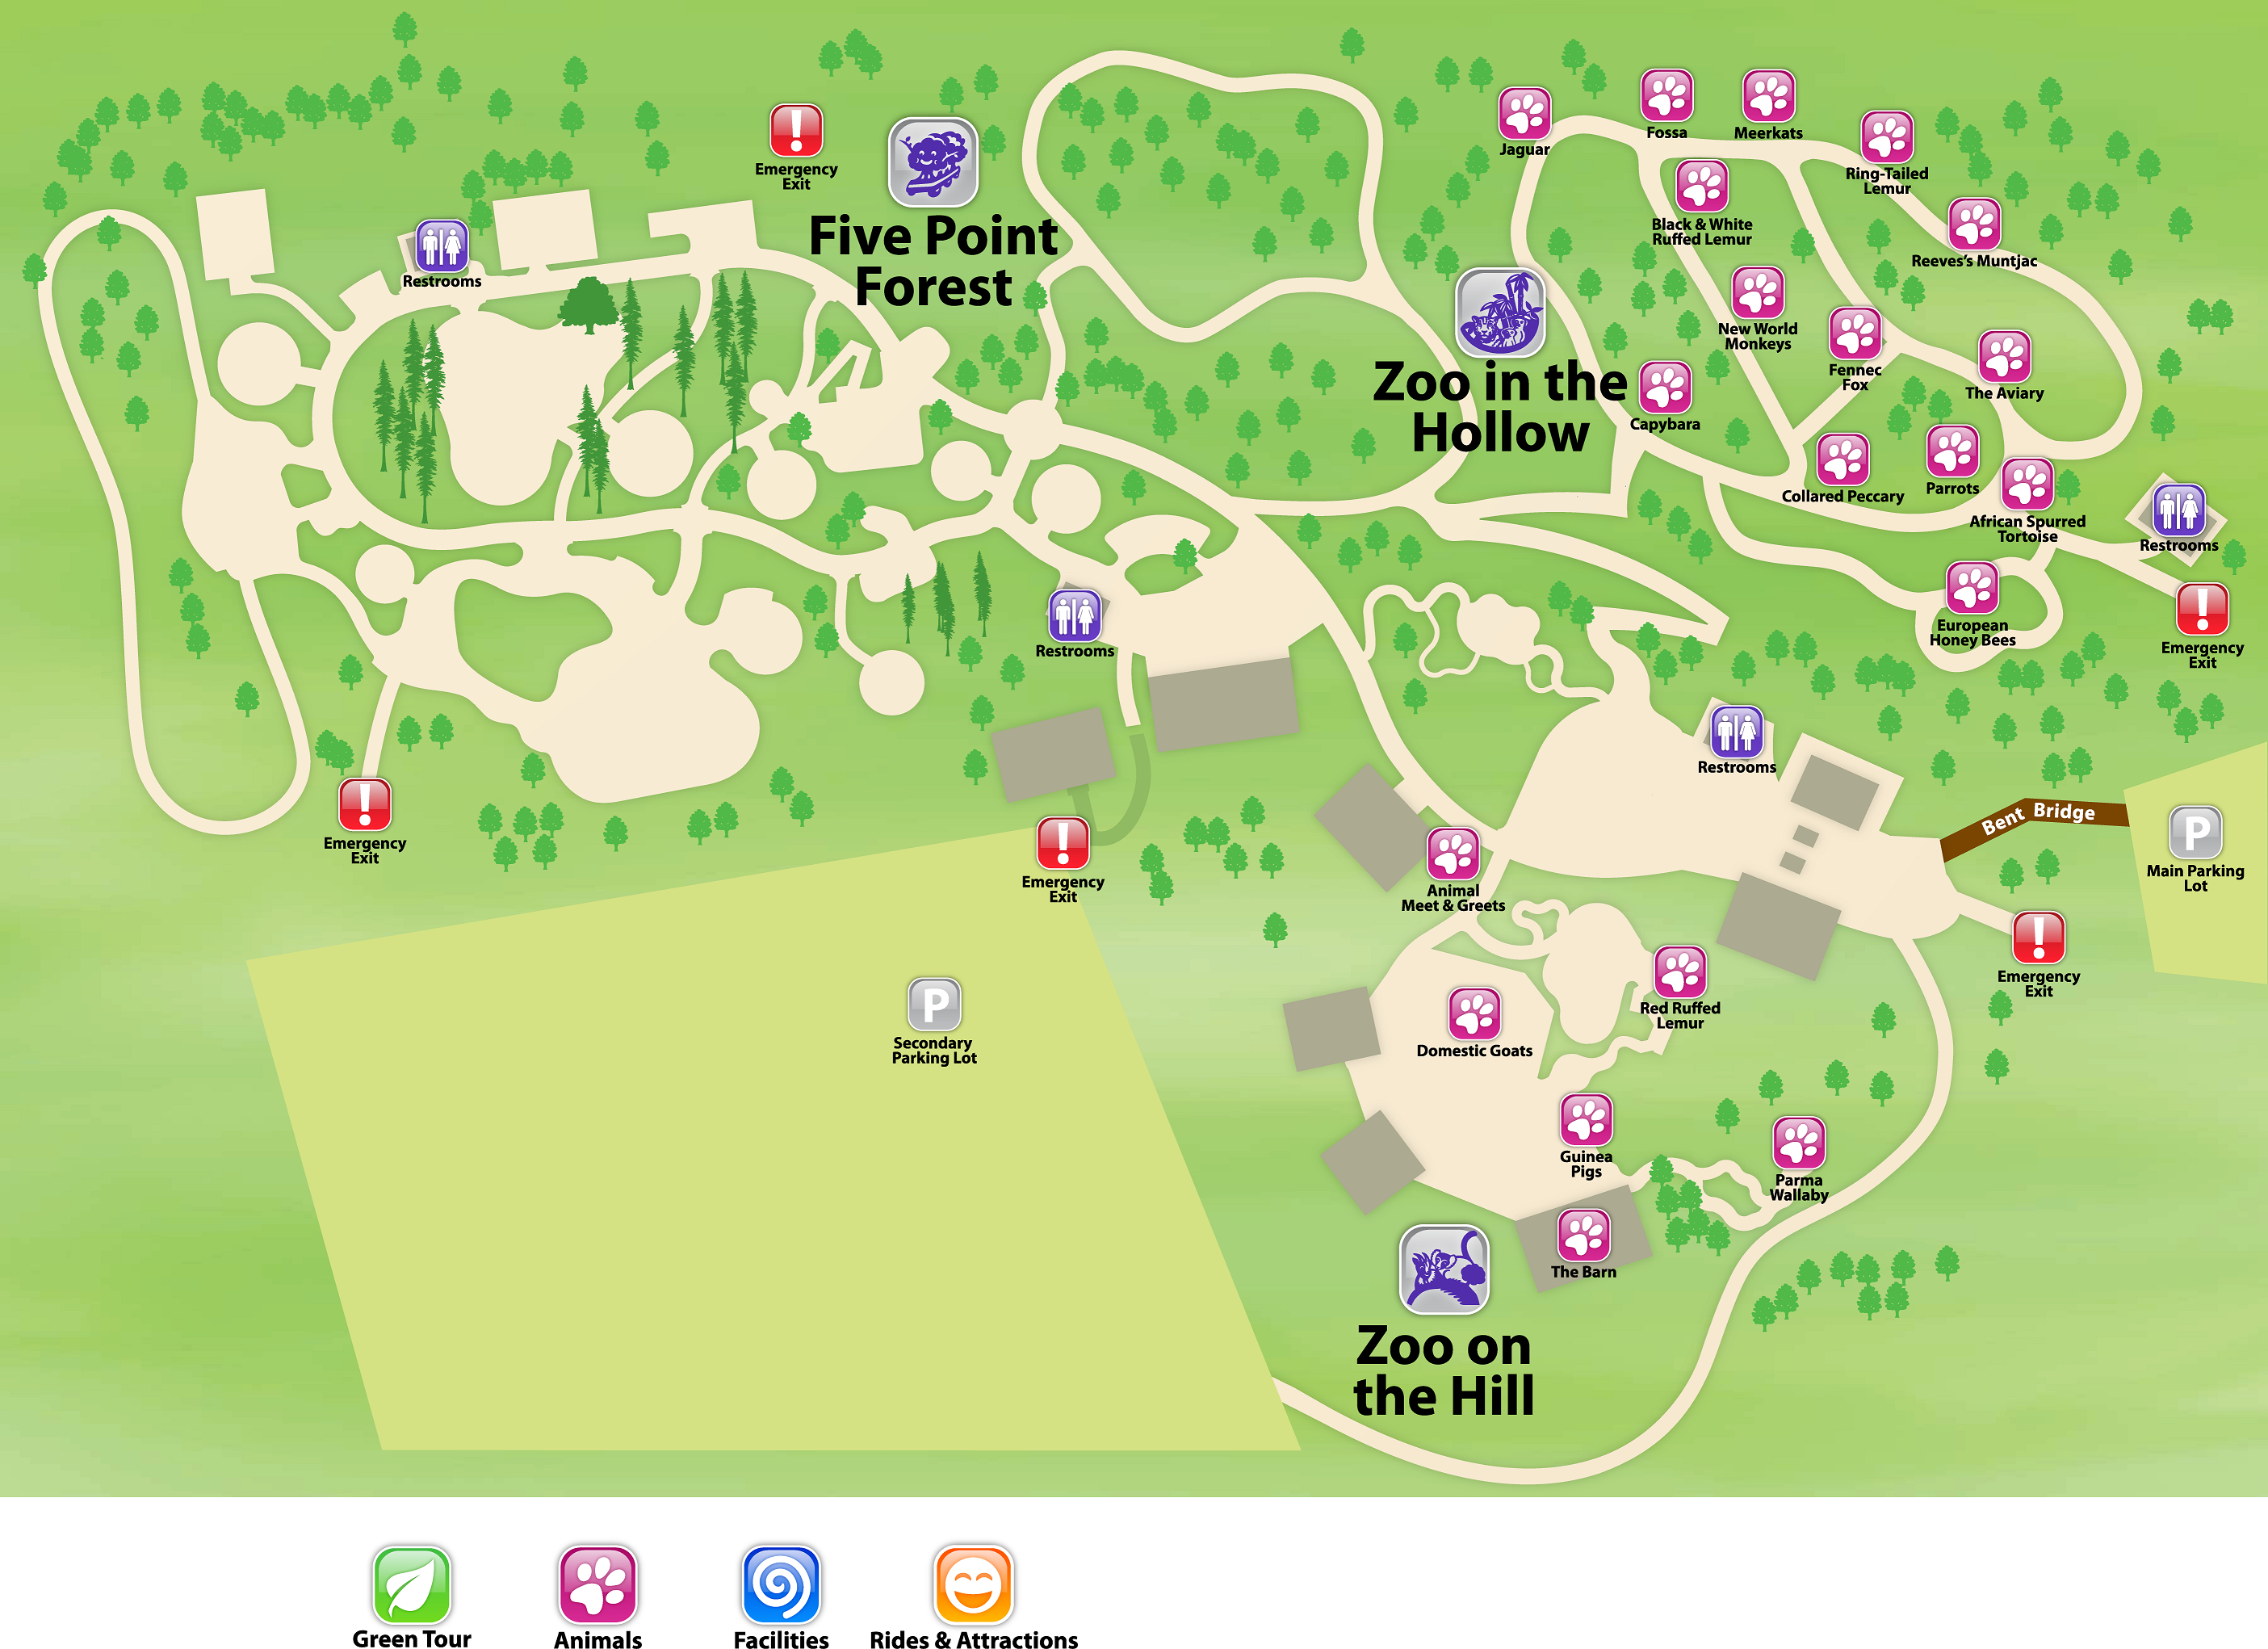 Emergency
Exit
Five Point
Forest
Restrooms
Jaguar
Fossa
Meerkats
Ring-Tailed
Lemur
Black & White
Ruffed Lemur
Reeves's Muntjac
New World
Monkeys
Fennec
Fox
The Aviary
Zoo in the
Hollow
Capybara
Collared Peccary
Parrots
African Spurred
Tortoise
Restrooms
European
Honey Bees
Emergency
Exit
Restrooms
Restrooms
Bent Bridge
P
Main Parking
Lot
Emergency
Exit
Emergency
Exit
Animal
Meet & Greets
Emergency
Exit
Red Ruffed
Lemur
Domestic Goats
P
Secondary
Parking Lot
Guinea
Pigs
Parma
Wallaby
The Barn
Zoo on
the Hill
Green Tour
Animals
Facilities
Rides & Attractions